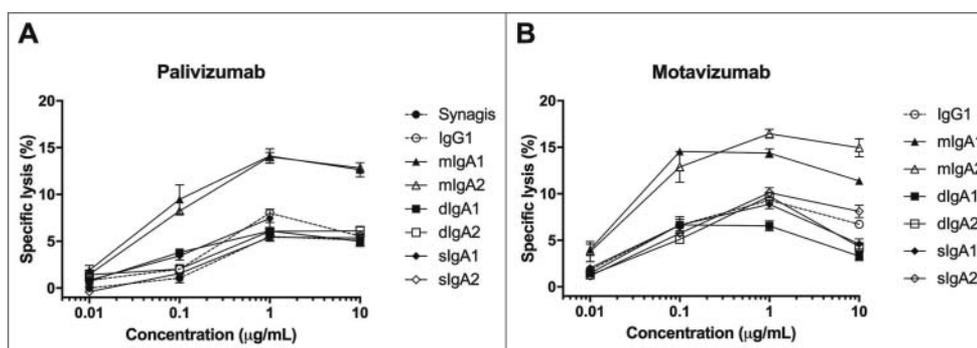 A
Palivizumab
Specific lysis (%)
20
15
10
5
0
0.01
0.1
1
10
Concentration (μg/mL)
Synagis
IgG1
mIgA1
mIgA2
dIgA1
dIgA2
sIgA1
sIgA2
B
Motavizumab
Specific lysis (%)
20
15
10
5
0
0.01
0.1
1
10
Concentration (μg/mL)
IgG1
mIgA1
mIgA2
dIgA1
dIgA2
sIgA1
sIgA2